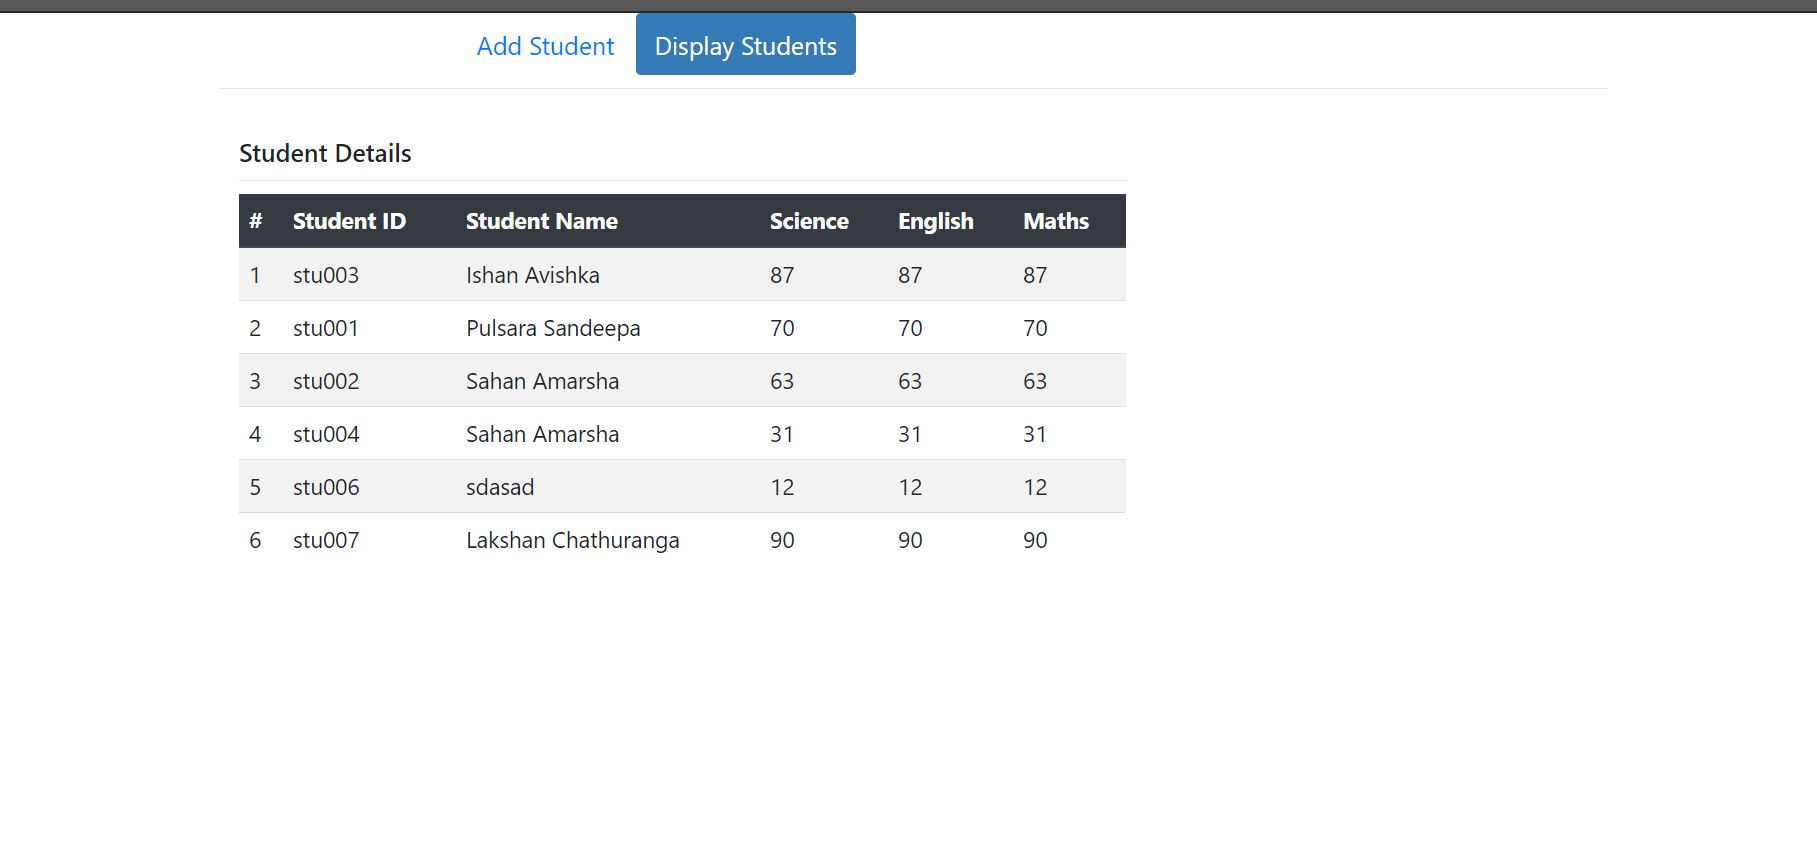 Add Student Display Students
Student Details
# Student ID Student Name Science English Maths
1 stu003 Ishan Avishka 87 87 87
2 stu001 Pulsara Sandeepa 70 70 70
3 stu002 Sahan Amarsha 63 63 63
4 stu004 Sahan Amarsha 31 31 31
5 stu006 sdasad 12 12 12
6 stu007 Lakshan Chathuranga 90 90 90